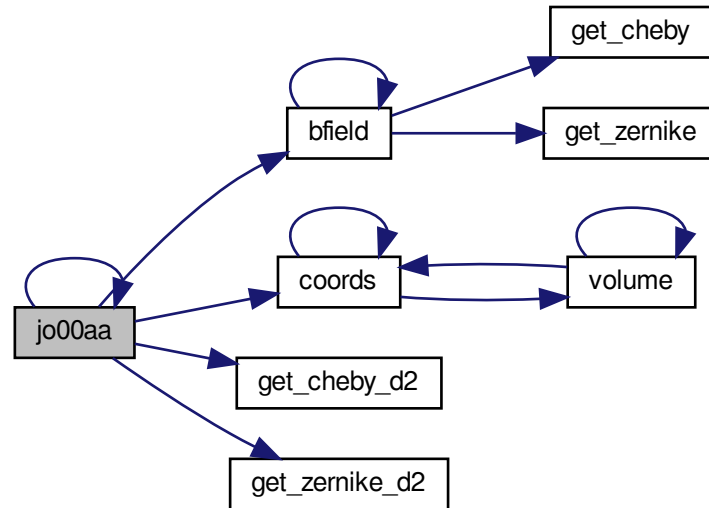 get_cheby
bfield
get_zernike
coords
volume
jo00aa
get_cheby_d2
get_zernike_d2